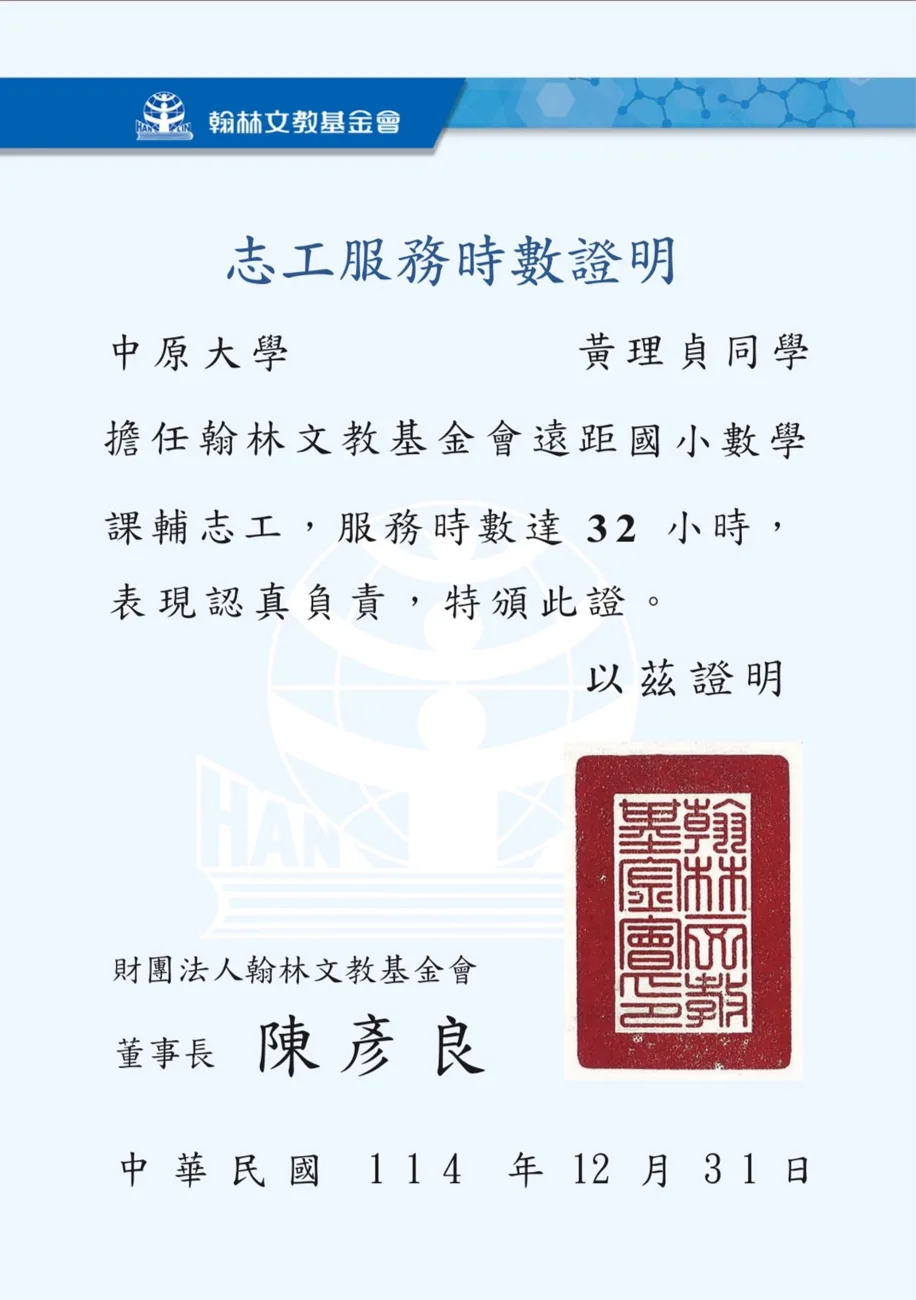 HAN LIN 翰林文教基金會
志工服務時數證明
中原大學 黃理貞同學
擔任翰林文教基金會遠距國小數學
課輔志工，服務時數達 32 小時，
表現認真負責，特頒此證。
以茲證明
HAN
財團法人翰林文教基金會
董事長 陳彥良
翰林文教
基金會印
中華民國 114 年 12 月 31 日